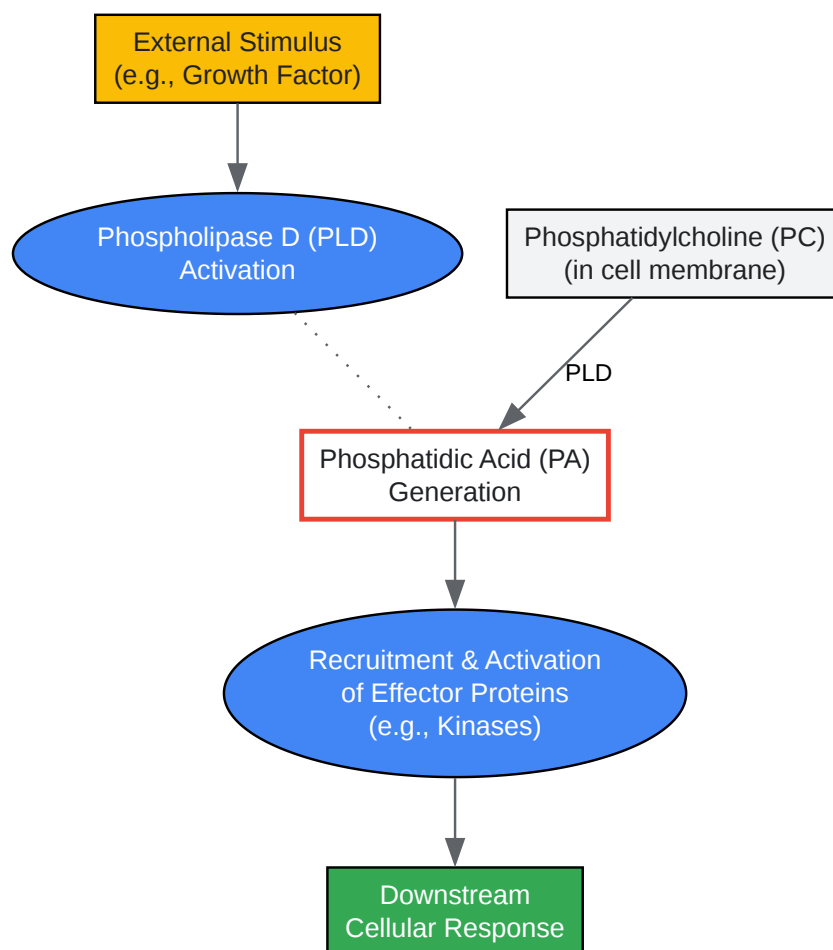 External Stimulus
(e.g., Growth Factor)
Phospholipase D (PLD)
Activation
Phosphatidylcholine (PC)
(in cell membrane)
PLD
Phosphatidic Acid (PA)
Generation
Recruitment & Activation
of Effector Proteins
(e.g., Kinases)
Downstream
Cellular Response